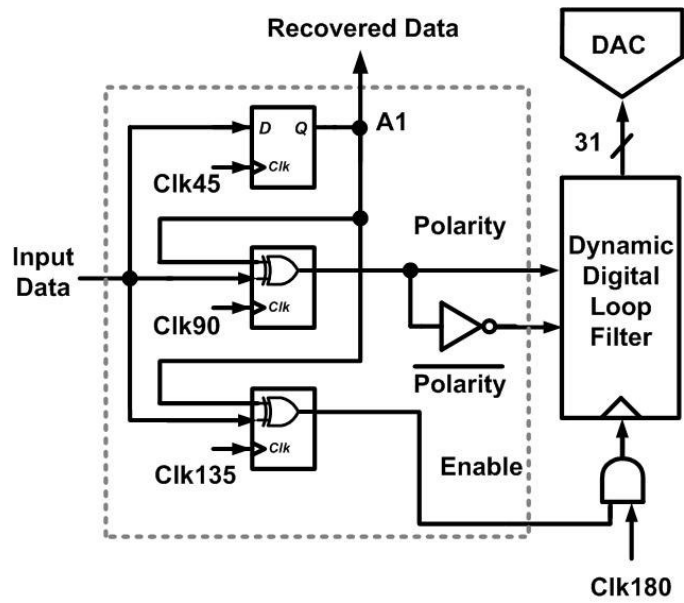 Recovered Data
DAC
D Q
A1
31
Clk
Clk45
Input
Data
Polarity
Dynamic
Digital
Loop
Filter
Clk
Clk90
Polarity
Clk
Clk135
Enable
Clk180